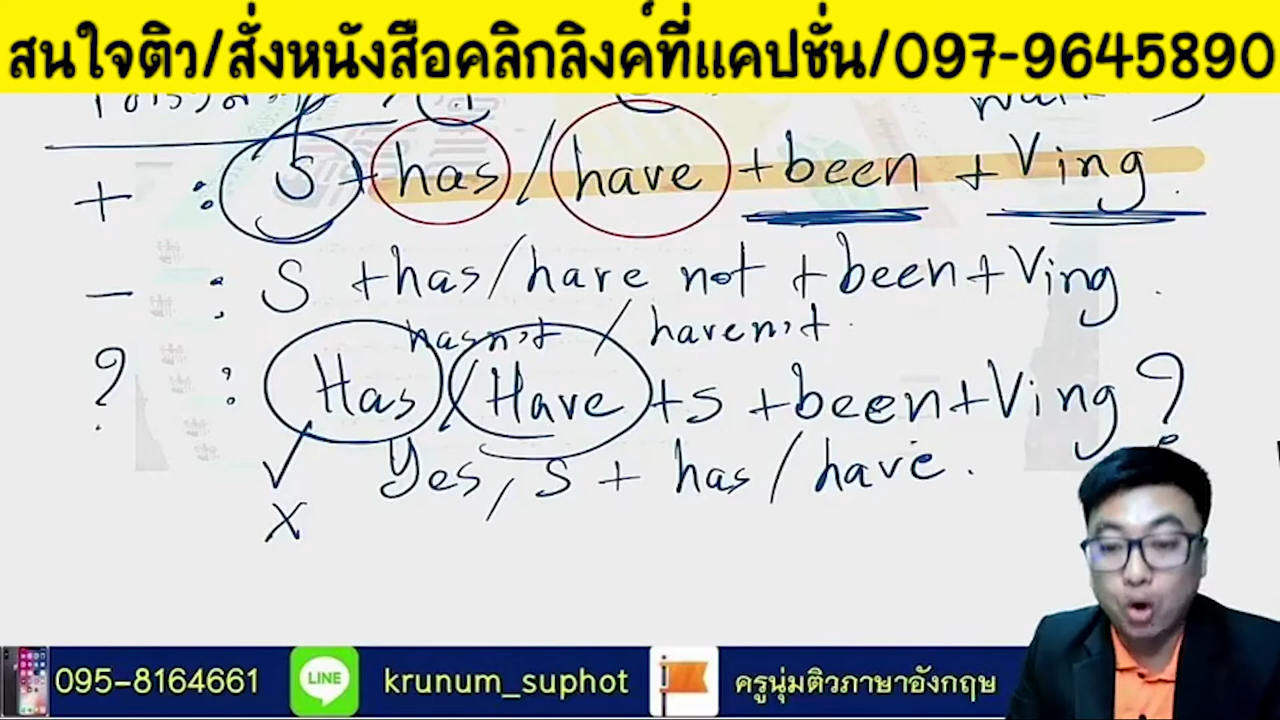 สนใจติว/สั่งหนังสือคลิกลิงค์ที่แคปชั่น/097-9645890
+ : S + has / have + been + Ving.
- : S + has/have not + been + Ving.
hasn't / haven't.
? : Has / Have + s + been + Ving ?
✓ Yes, S + has / have.
X
095-8164661 LINE krunum_suphot ครูนุ่มติวภาษาอังกฤษ